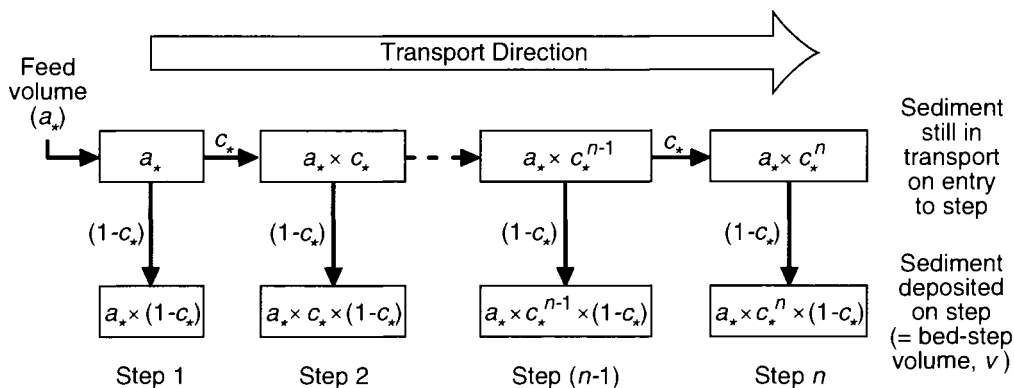 Transport Direction
Feed
volume
(a⁎)
a⁎
c⁎
a⁎ × c⁎
a⁎ × c⁎ⁿ⁻¹
c⁎
a⁎ × c⁎ⁿ
Sediment
still in
transport
on entry
to step
(1-c⁎)
(1-c⁎)
(1-c⁎)
(1-c⁎)
a⁎ × (1-c⁎)
a⁎ × c⁎ × (1-c⁎)
a⁎ × c⁎ⁿ⁻¹ × (1-c⁎)
a⁎ × c⁎ⁿ × (1-c⁎)
Sediment
deposited
on step
(= bed-step
volume, v)
Step 1
Step 2
Step (n-1)
Step n